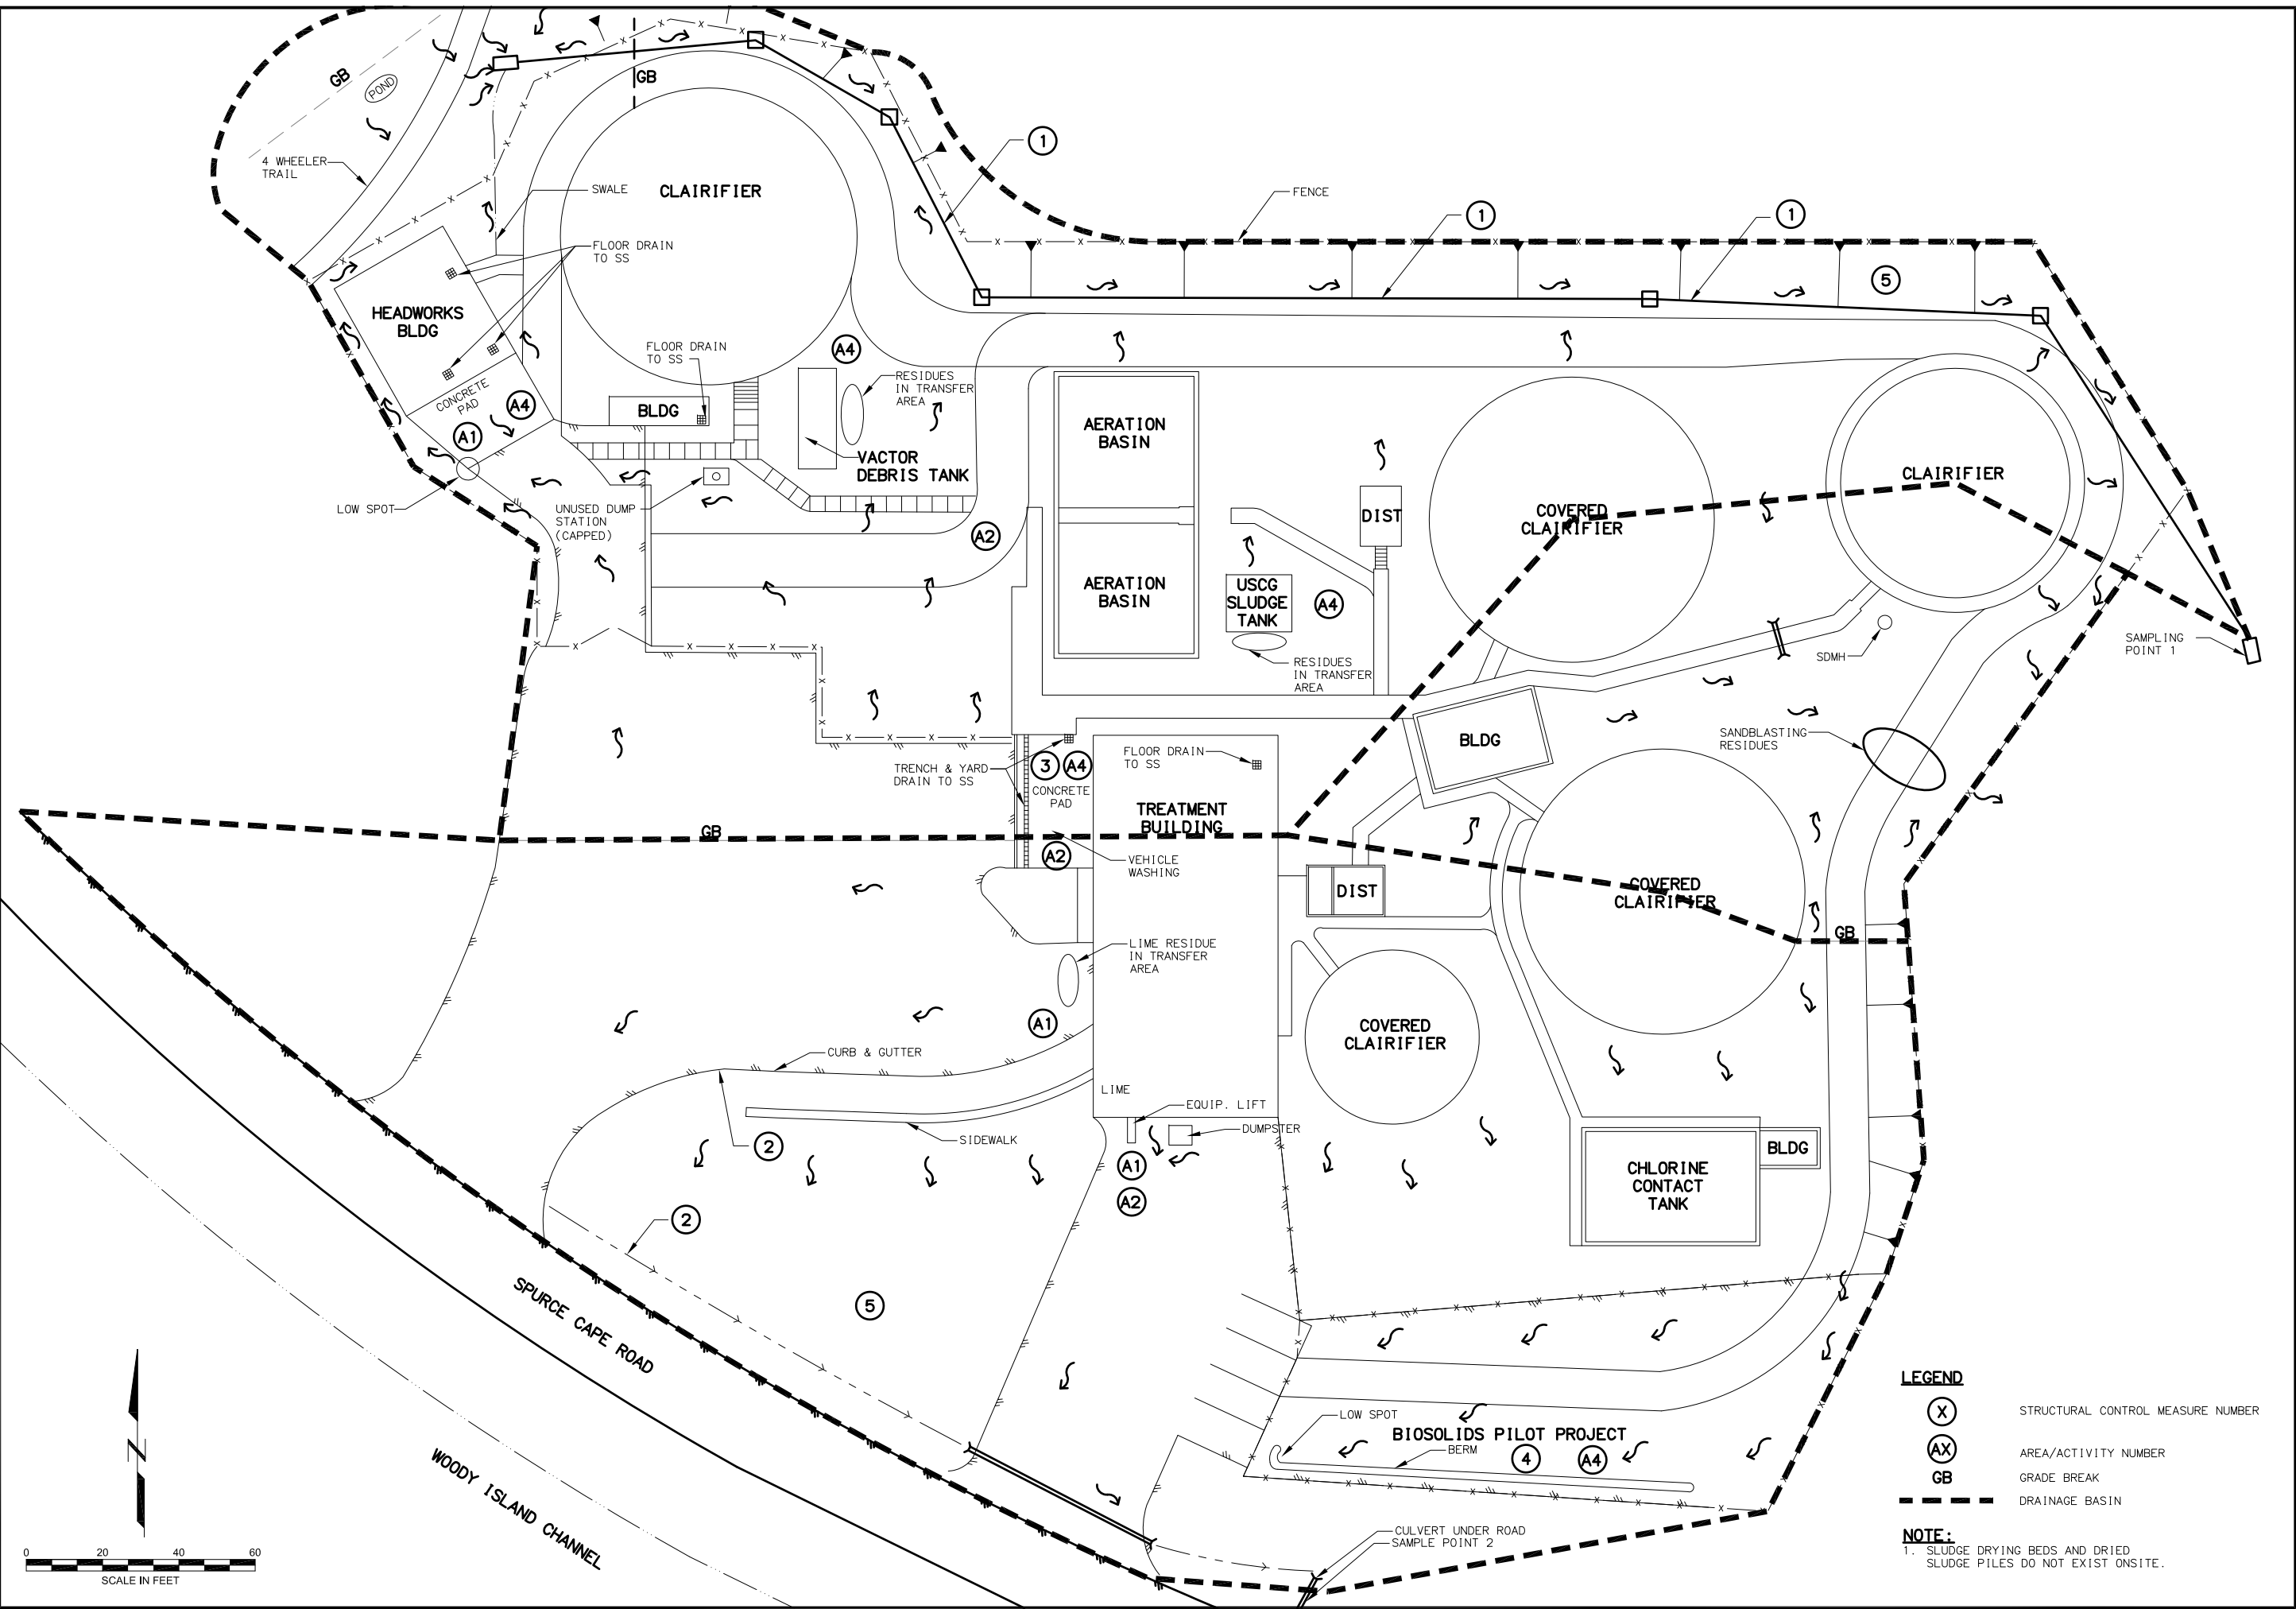 GB
POND
GB
4 WHEELER
TRAIL
SWALE
CLAIRIFIER
1
FENCE
1
1
FLOOR DRAIN
TO SS
5
HEADWORKS
BLDG
FLOOR DRAIN
TO SS
A4
RESIDUES
IN TRANSFER
AREA
CONCRETE
PAD
A4
A1
BLDG
AERATION
BASIN
VACTOR
DEBRIS TANK
CLAIRIFIER
LOW SPOT
UNUSED DUMP
STATION
(CAPPED)
DIST
COVERED
CLAIRIFIER
A2
AERATION
BASIN
USCG
SLUDGE
TANK
A4
RESIDUES
IN TRANSFER
AREA
SDMH
SAMPLING
POINT 1
BLDG
SANDBLASTING
RESIDUES
TRENCH & YARD
DRAIN TO SS
3
A4
CONCRETE
PAD
FLOOR DRAIN
TO SS
TREATMENT
BUILDING
GB
A2
VEHICLE
WASHING
DIST
COVERED
CLAIRIFIER
GB
LIME RESIDUE
IN TRANSFER
AREA
A1
COVERED
CLAIRIFIER
CURB & GUTTER
LIME
EQUIP. LIFT
DUMPSTER
SIDEWALK
2
A1
A2
BLDG
CHLORINE
CONTACT
TANK
2
5
SPURCE CAPE ROAD
WOODY ISLAND CHANNEL
LOW SPOT
BIOSOLIDS PILOT PROJECT
BERM
4
A4
CULVERT UNDER ROAD
SAMPLE POINT 2
N
0 20 40 60
SCALE IN FEET
LEGEND
X STRUCTURAL CONTROL MEASURE NUMBER
AX AREA/ACTIVITY NUMBER
GB GRADE BREAK
DRAINAGE BASIN
NOTE:
1. SLUDGE DRYING BEDS AND DRIED
SLUDGE PILES DO NOT EXIST ONSITE.